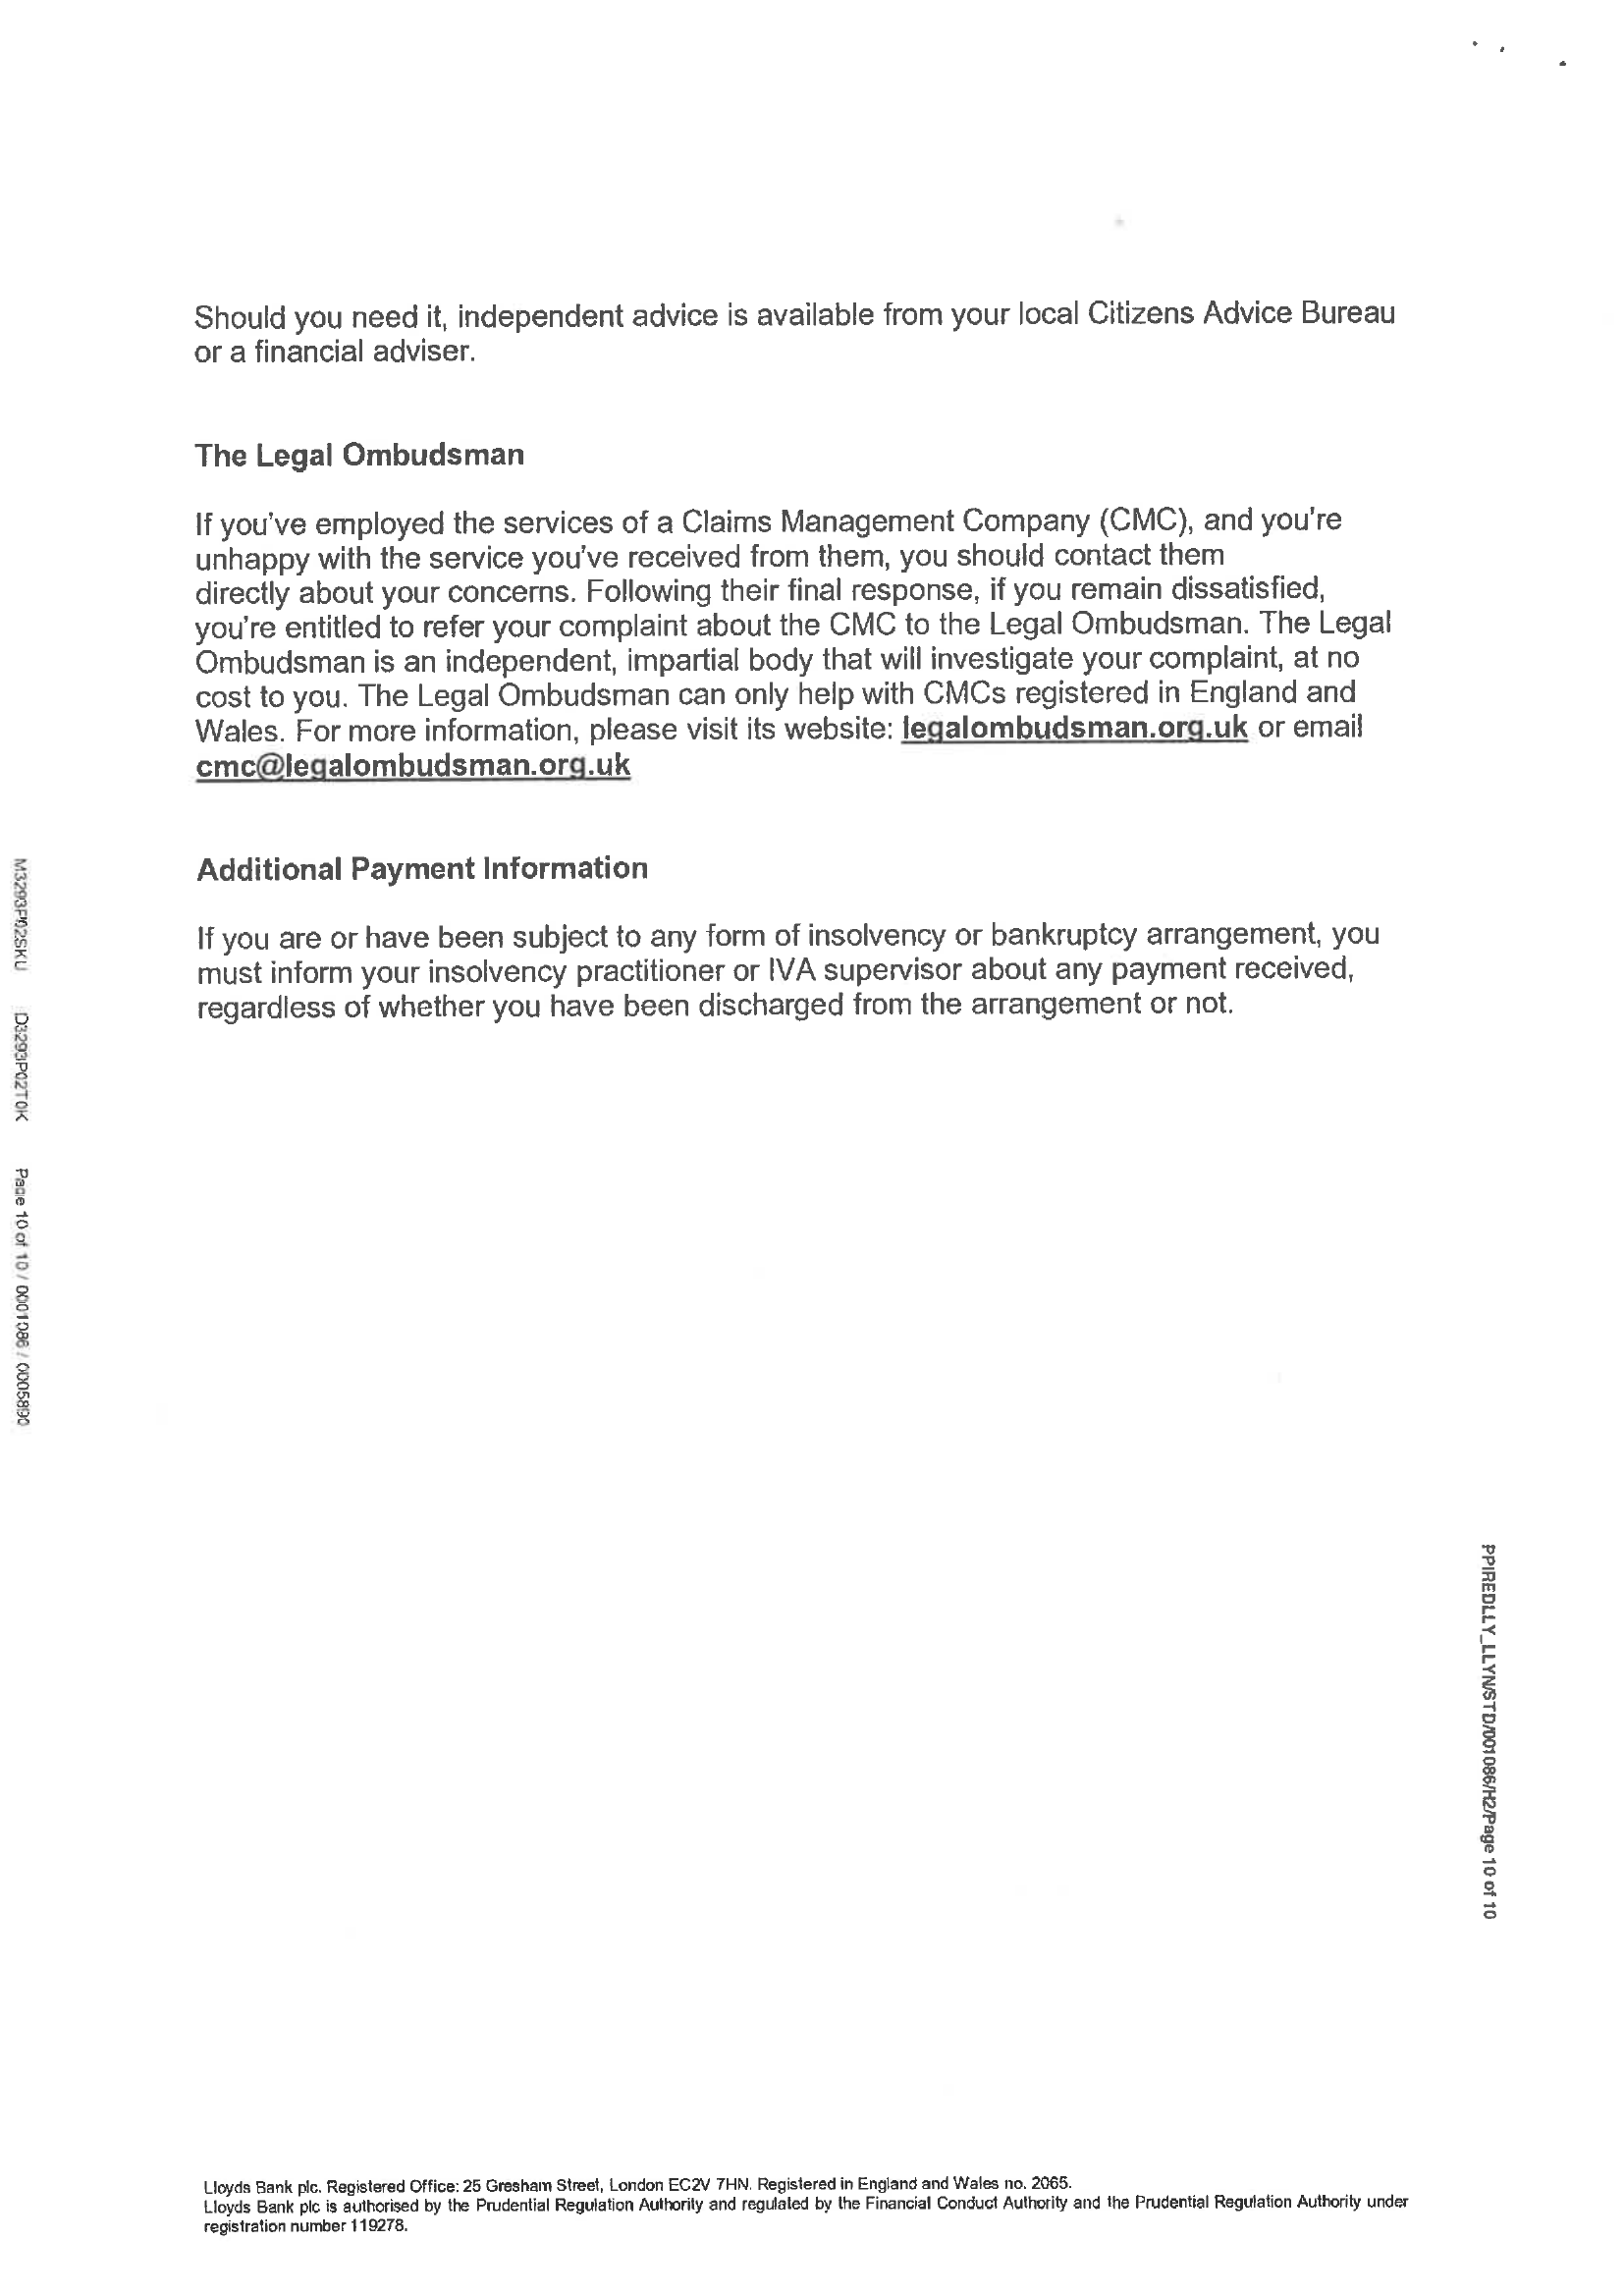 Should you need it, independent advice is available from your local Citizens Advice Bureau
or a financial adviser.
The Legal Ombudsman
If you've employed the services of a Claims Management Company (CMC), and you're
unhappy with the service you've received from them, you should contact them
directly about your concerns. Following their final response, if you remain dissatisfied,
you're entitled to refer your complaint about the CMC to the Legal Ombudsman. The Legal
Ombudsman is an independent, impartial body that will investigate your complaint, at no
cost to you. The Legal Ombudsman can only help with CMCs registered in England and
Wales. For more information, please visit its website: legalombudsman.org.uk or email
cmc@legalombudsman.org.uk
Additional Payment Information
If you are or have been subject to any form of insolvency or bankruptcy arrangement, you
must inform your insolvency practitioner or IVA supervisor about any payment received,
regardless of whether you have been discharged from the arrangement or not.
M3293P02SKU D3293P02T0K Page 10 of 10 / 0001086 / 0005890
PPIREDLLY_LLYN/STD/001086/H2/Page 10 of 10
Lloyds Bank plc. Registered Office: 25 Gresham Street, London EC2V 7HN. Registered in England and Wales no. 2065.
Lloyds Bank plc is authorised by the Prudential Regulation Authority and regulated by the Financial Conduct Authority and the Prudential Regulation Authority under
registration number 119278.